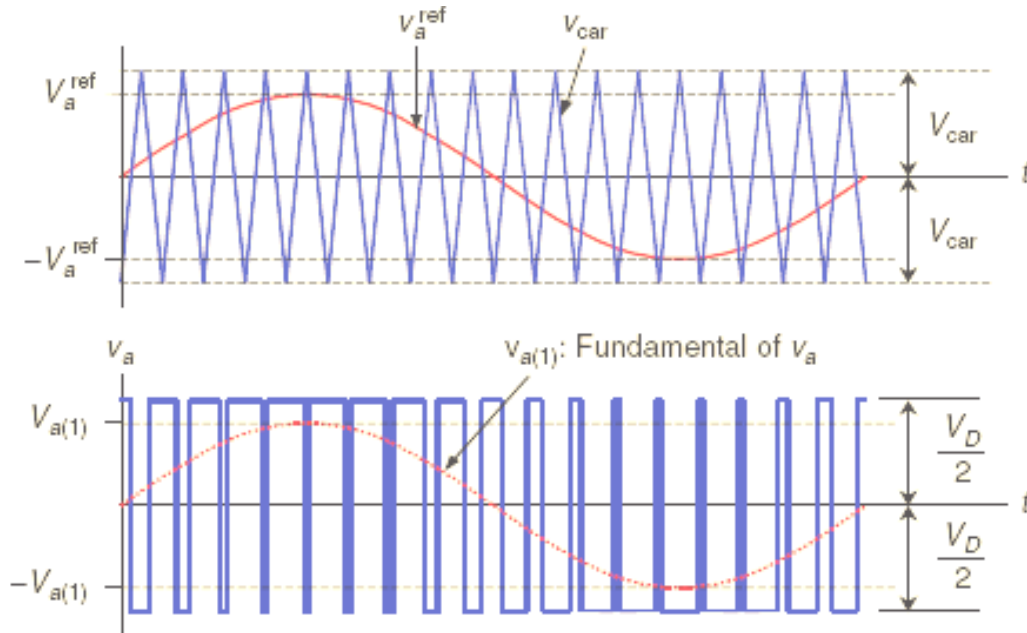 v_a^ref
v_car
V_a^ref
V_car
t
V_car
-V_a^ref
v_a
v_a(1): Fundamental of v_a
V_a(1)
V_D/2
t
V_D/2
-V_a(1)